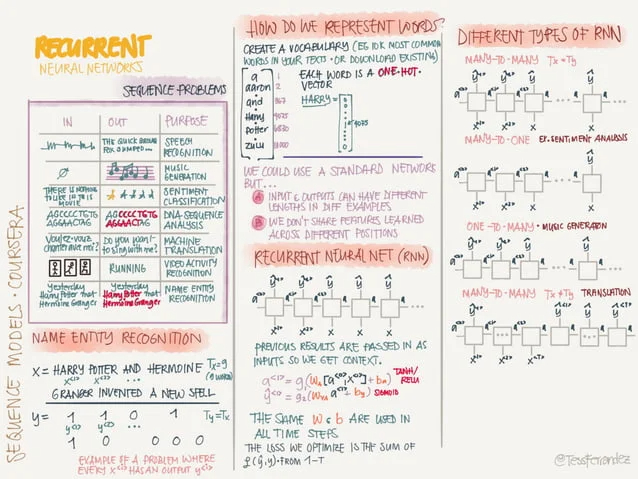 RECURRENT
NEURAL NETWORKS
SEQUENCE PROBLEMS
IN OUT PURPOSE
THE QUICK BROWN FOX JUMPED... SPEECH RECOGNITION
∅ MUSIC GENERATION
THERE IS NOTHING TO LIKE IN THIS MOVIE SENTIMENT CLASSIFICATION
AGCCCCTGTG AGGAACTAG AGCCCCTGTG AGGAACTAG DNA-SEQUENCE ANALYSIS
Voulez-vous chanter avec moi? Do you want to sing with me? MACHINE TRANSLATION
RUNNING VIDEO ACTIVITY RECOGNITION
Yesterday Harry Potter met Hermione Granger Yesterday Harry Potter met Hermione Granger NAME ENTITY RECOGNITION
NAME ENTITY RECOGNITION
X = HARRY POTTER AND HERMOINE Tx=9
x<1> x<2> ... (9 WORDS)
GRANGER INVENTED A NEW SPELL
y = 1 1 0 1 Ty=Tx
y<1> y<2> ...
1 0 0 0 0
EXAMPLE OF A PROBLEM WHERE
EVERY X<i> HAS AN OUTPUT y<i>
SEQUENCE MODELS · COURSERA
HOW DO WE REPRESENT WORDS?
CREATE A VOCABULARY (EG 10K MOST COMMON
WORDS IN YOUR TEXTS · OR DOWNLOAD EXISTING)
a 1
aaron 2
and 367
Harry 4075
Potter 6830
zulu 10000
EACH WORD IS A ONE-HOT
VECTOR
HARRY =
4075
WE COULD USE A STANDARD NETWORK
BUT...
A INPUT & OUTPUTS CAN HAVE DIFFERENT
LENGTHS IN DIFF EXAMPLES
B WE DON'T SHARE FEATURES LEARNED
ACROSS DIFFERENT POSITIONS
RECURRENT NEURAL NET (RNN)
PREVIOUS RESULTS ARE PASSED IN AS
INPUTS SO WE GET CONTEXT.
TANH/RELU
SIGMOID
THE SAME W & b ARE USED IN
ALL TIME STEPS
THE LOSS WE OPTIMIZE IS THE SUM OF
ℒ(ŷ,y) · FROM 1-T
DIFFERENT TYPES OF RNN
MANY-TO-MANY Tx=Ty
MANY-TO-ONE EX. SENTIMENT ANALYSIS
ONE-TO-MANY · MUSIC GENERATION
MANY-TO-MANY Tx≠Ty TRANSLATION
@TessFerrandez